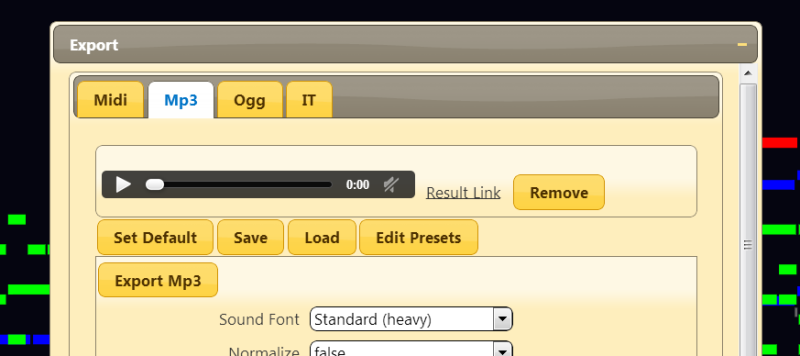 Export
Midi Mp3 Ogg IT
0:00 Result Link Remove
Set Default Save Load Edit Presets
Export Mp3
Sound Font Standard (heavy)
Normalize false